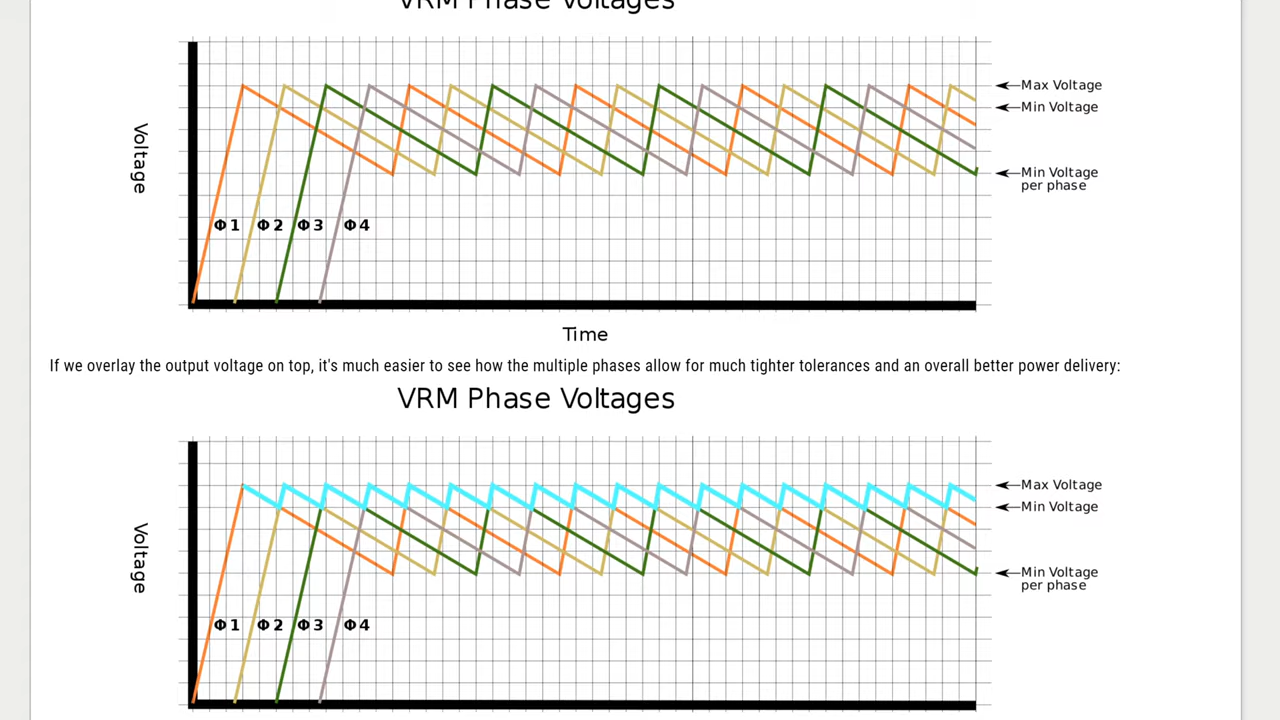 VRM Phase Voltages
Max Voltage
Min Voltage
Voltage
Min Voltage
per phase
Φ1 Φ2 Φ3 Φ4
Time
If we overlay the output voltage on top, it's much easier to see how the multiple phases allow for much tighter tolerances and an overall better power delivery:
VRM Phase Voltages
Max Voltage
Min Voltage
Voltage
Min Voltage
per phase
Φ1 Φ2 Φ3 Φ4